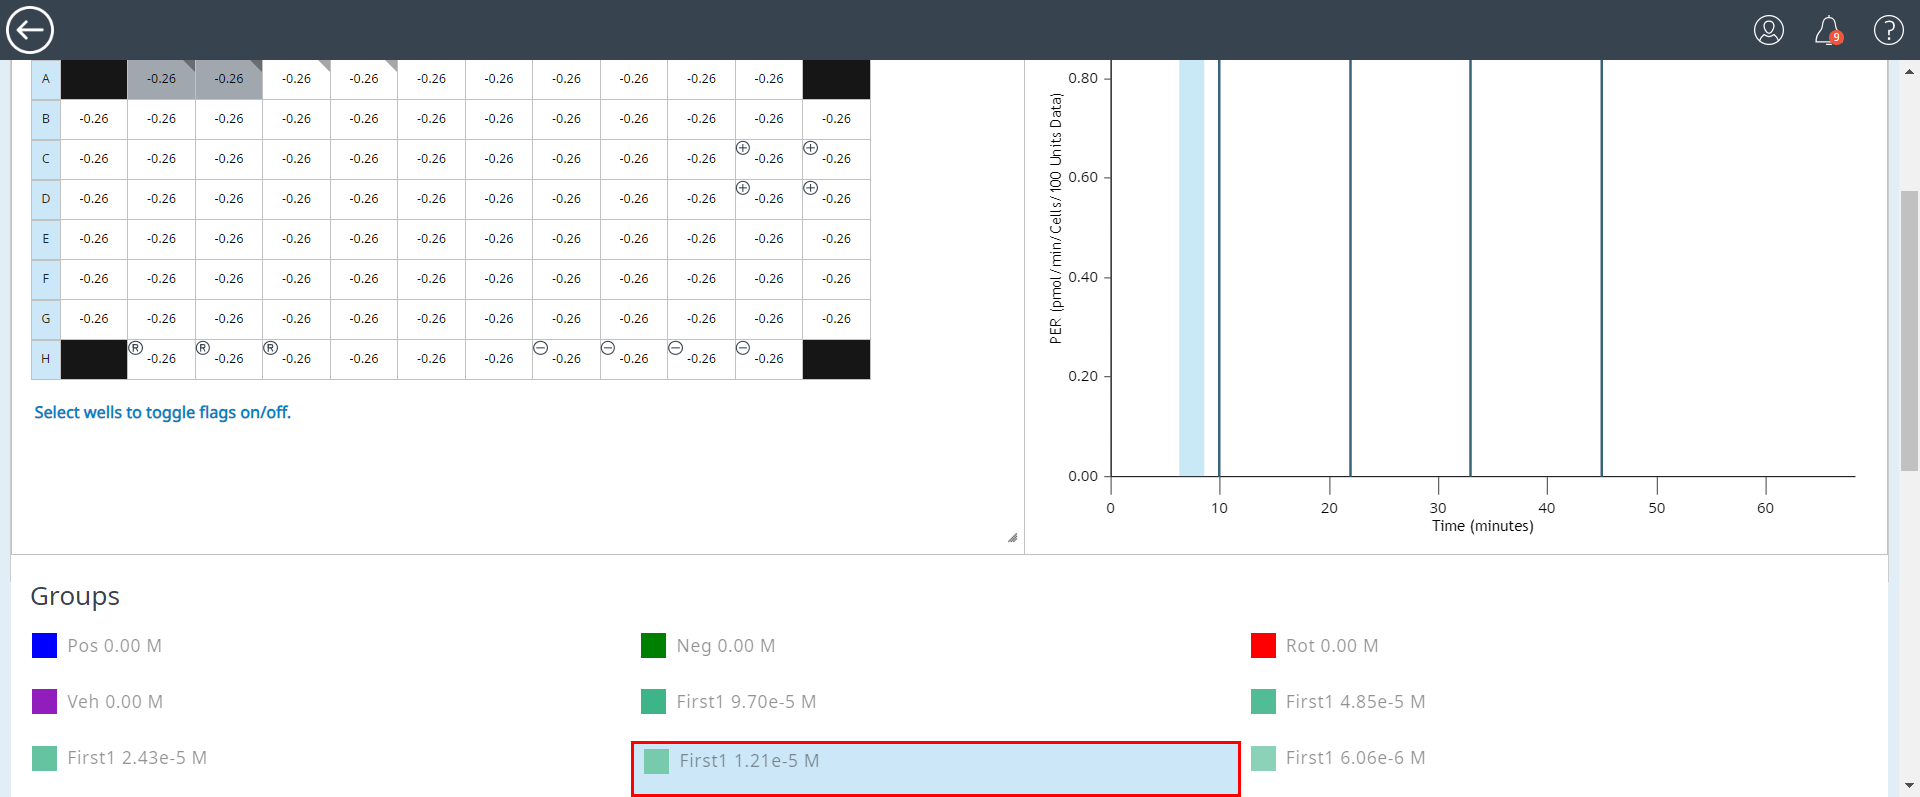 9
?
A -0.26 -0.26 -0.26 -0.26 -0.26 -0.26 -0.26 -0.26 -0.26 -0.26
B -0.26 -0.26 -0.26 -0.26 -0.26 -0.26 -0.26 -0.26 -0.26 -0.26 -0.26 -0.26
C -0.26 -0.26 -0.26 -0.26 -0.26 -0.26 -0.26 -0.26 -0.26 -0.26 -0.26 -0.26
D -0.26 -0.26 -0.26 -0.26 -0.26 -0.26 -0.26 -0.26 -0.26 -0.26 -0.26 -0.26
E -0.26 -0.26 -0.26 -0.26 -0.26 -0.26 -0.26 -0.26 -0.26 -0.26 -0.26 -0.26
F -0.26 -0.26 -0.26 -0.26 -0.26 -0.26 -0.26 -0.26 -0.26 -0.26 -0.26 -0.26
G -0.26 -0.26 -0.26 -0.26 -0.26 -0.26 -0.26 -0.26 -0.26 -0.26 -0.26 -0.26
H Ⓡ -0.26 Ⓡ -0.26 Ⓡ -0.26 -0.26 -0.26 -0.26 -0.26 -0.26 -0.26 -0.26
Select wells to toggle flags on/off.
PER (pmol/min/Cells/100 Units Data)
0.80
0.60
0.40
0.20
0.00
0 10 20 30 40 50 60
Time (minutes)
Groups
Pos 0.00 M
Neg 0.00 M
Rot 0.00 M
Veh 0.00 M
First1 9.70e-5 M
First1 4.85e-5 M
First1 2.43e-5 M
First1 1.21e-5 M
First1 6.06e-6 M